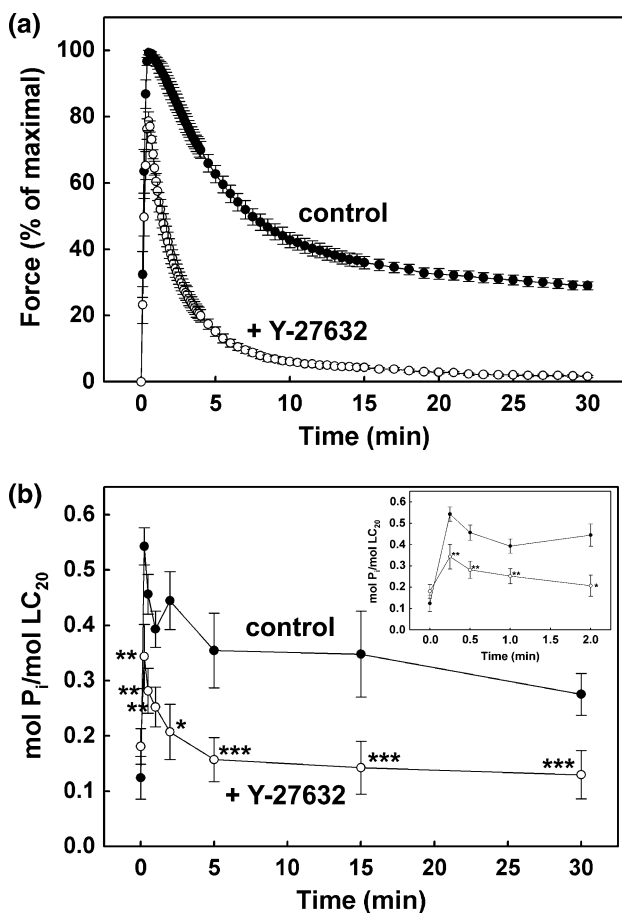 (a)
Force (% of maximal)
100
80
60
40
20
0
control
+ Y-27632
0 5 10 15 20 25 30
Time (min)
(b)
mol Pi/mol LC20
0.6
0.5
0.4
0.3
0.2
0.1
0.0
control
+ Y-27632
**
**
**
*
***
***
***
0 5 10 15 20 25 30
Time (min)
mol Pi/mol LC20
0.6
0.5
0.4
0.3
0.2
0.1
0.0
**
**
**
*
0.0 0.5 1.0 1.5 2.0
Time (min)